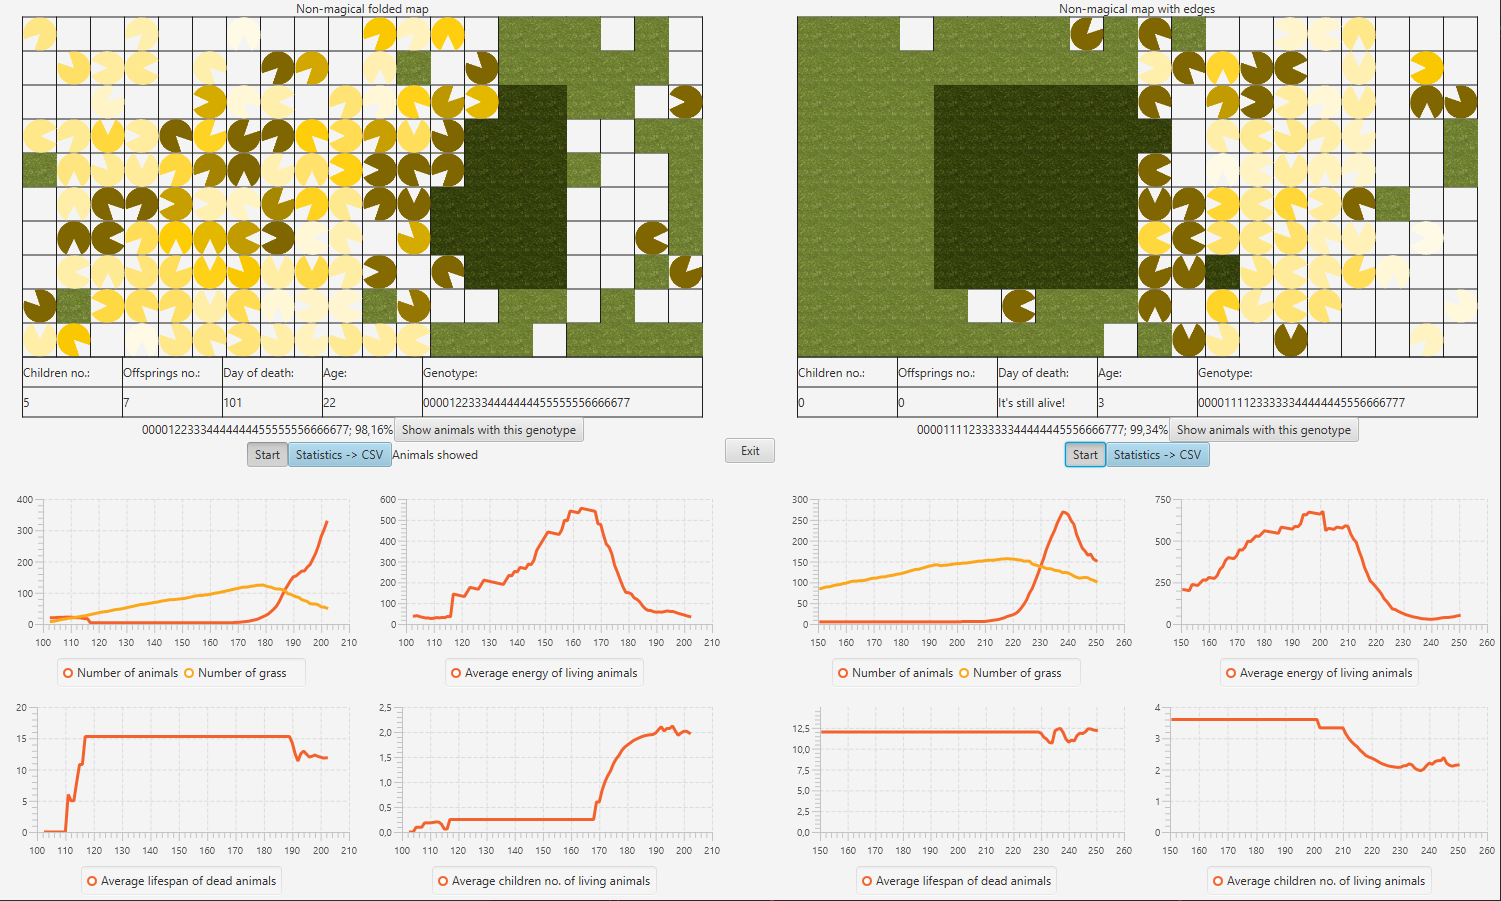 Non-magical folded map
Children no.: Offsprings no.: Day of death: Age: Genotype:
5 7 101 22 00001223334444444455555556666677
00001223334444444455555556666677; 98,16% Show animals with this genotype
Start Statistics -> CSV Animals showed
Exit
Non-magical map with edges
Children no.: Offsprings no.: Day of death: Age: Genotype:
0 0 It's still alive! 3 00001111233333344444445556666777
00001111233333344444445556666777; 99,34% Show animals with this genotype
Start Statistics -> CSV
400
300
200
100
0
100 110 120 130 140 150 160 170 180 190 200 210
Number of animals Number of grass
600
500
400
300
200
100
0
100 110 120 130 140 150 160 170 180 190 200 210
Average energy of living animals
300
250
200
150
100
50
0
150 160 170 180 190 200 210 220 230 240 250 260
Number of animals Number of grass
750
500
250
0
150 160 170 180 190 200 210 220 230 240 250 260
Average energy of living animals
20
15
10
5
0
100 110 120 130 140 150 160 170 180 190 200 210
Average lifespan of dead animals
2,5
2,0
1,5
1,0
0,5
0,0
100 110 120 130 140 150 160 170 180 190 200 210
Average children no. of living animals
12,5
10,0
7,5
5,0
2,5
0,0
150 160 170 180 190 200 210 220 230 240 250 260
Average lifespan of dead animals
4
3
2
1
0
150 160 170 180 190 200 210 220 230 240 250 260
Average children no. of living animals